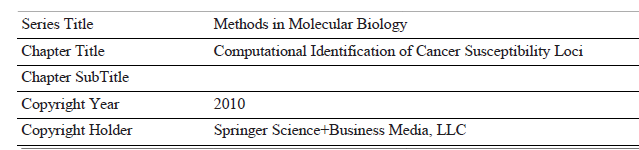 Series Title Methods in Molecular Biology
Chapter Title Computational Identification of Cancer Susceptibility Loci
Chapter SubTitle
Copyright Year 2010
Copyright Holder Springer Science+Business Media, LLC